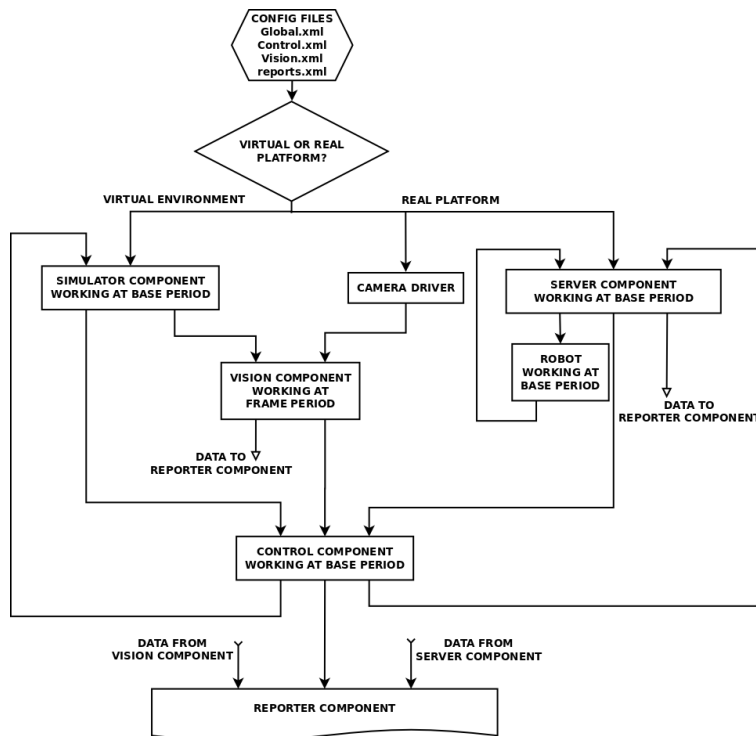 CONFIG FILES
Global.xml
Control.xml
Vision.xml
reports.xml
VIRTUAL OR REAL
PLATFORM?
VIRTUAL ENVIRONMENT
REAL PLATFORM
SIMULATOR COMPONENT
WORKING AT BASE PERIOD
CAMERA DRIVER
SERVER COMPONENT
WORKING AT BASE PERIOD
VISION COMPONENT
WORKING AT
FRAME PERIOD
ROBOT
WORKING AT
BASE PERIOD
DATA TO
REPORTER COMPONENT
DATA TO
REPORTER COMPONENT
CONTROL COMPONENT
WORKING AT BASE PERIOD
DATA FROM
VISION COMPONENT
DATA FROM
SERVER COMPONENT
REPORTER COMPONENT